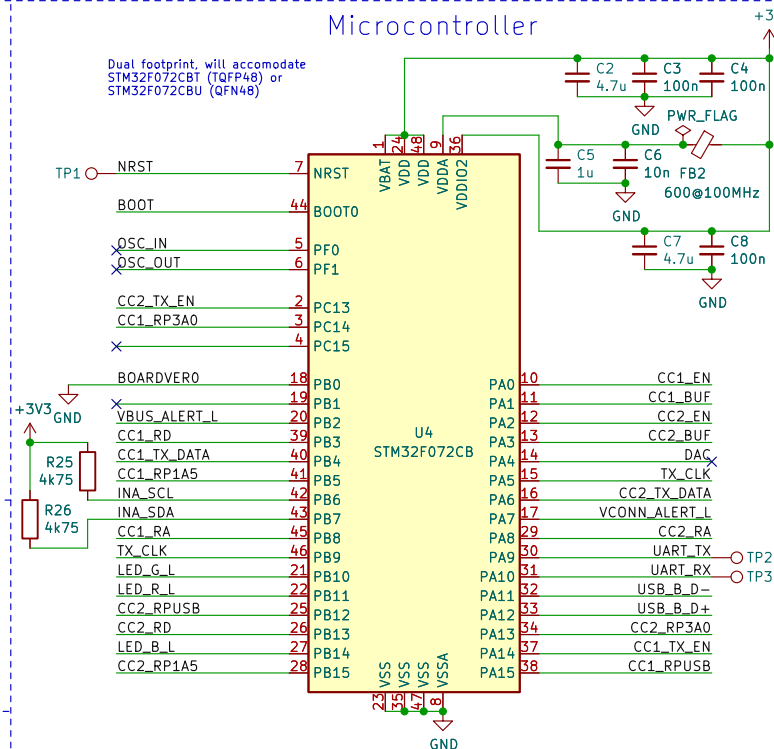 Microcontroller
+3
Dual footprint, will accomodate
STM32F072CBT (TQFP48) or
STM32F072CBU (QFN48)
C2
4.7u
C3
100n
C4
100n
GND
PWR_FLAG
C5
1u
C6
10n
FB2
600@100MHz
GND
C7
4.7u
C8
100n
GND
1 24 48 9 36
VBAT VDD VDD VDDA VDDIO2
TP1 NRST 7 NRST
BOOT 44 BOOT0
OSC_IN 5 PF0
OSC_OUT 6 PF1
CC2_TX_EN 2 PC13
CC1_RP3A0 3 PC14
4 PC15
BOARDVER0 18 PB0
GND
19 PB1
VBUS_ALERT_L 20 PB2
CC1_RD 39 PB3
CC1_TX_DATA 40 PB4
CC1_RP1A5 41 PB5
INA_SCL 42 PB6
INA_SDA 43 PB7
CC1_RA 45 PB8
TX_CLK 46 PB9
LED_G_L 21 PB10
LED_R_L 22 PB11
CC2_RPUSB 25 PB12
CC2_RD 26 PB13
LED_B_L 27 PB14
CC2_RP1A5 28 PB15
+3V3
R25
4k75
R26
4k75
U4
STM32F072CB
PA0 10 CC1_EN
PA1 11 CC1_BUF
PA2 12 CC2_EN
PA3 13 CC2_BUF
PA4 14 DAC
PA5 15 TX_CLK
PA6 16 CC2_TX_DATA
PA7 17 VCONN_ALERT_L
PA8 29 CC2_RA
PA9 30 UART_TX TP2
PA10 31 UART_RX TP3
PA11 32 USB_B_D-
PA12 33 USB_B_D+
PA13 34 CC2_RP3A0
PA14 37 CC1_TX_EN
PA15 38 CC1_RPUSB
VSS VSS VSS VSSA
23 35 47 8
GND